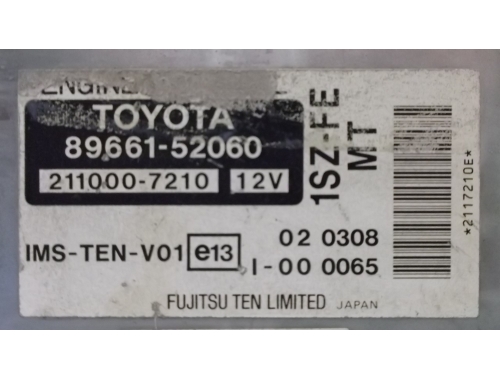 ENGINE
TOYOTA
89661-52060
211000-7210 12V
1SZ-FE
MT
*2117210E*
IMS-TEN-V01 e13
02 0308
I-00 0065
FUJITSU TEN LIMITED JAPAN